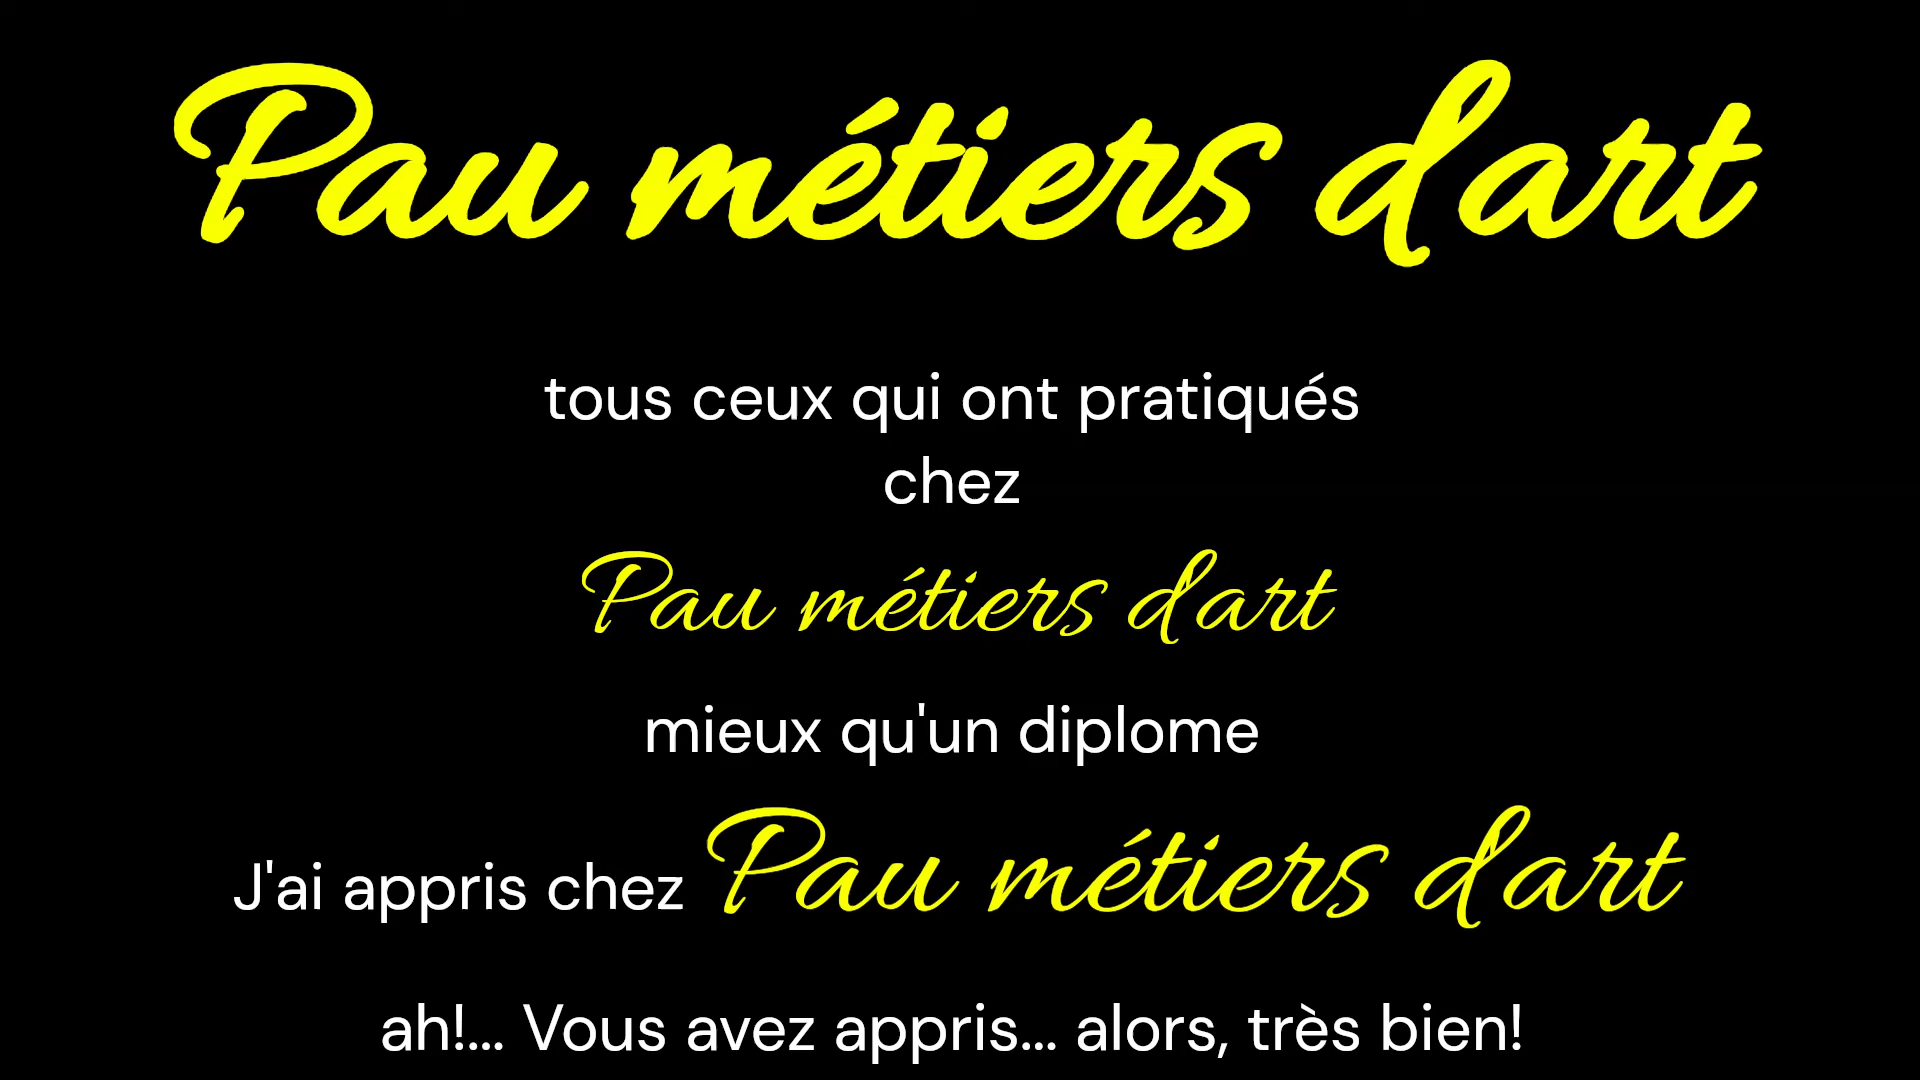 Pau métiers d'art
tous ceux qui ont pratiqués
chez
Pau métiers d'art
mieux qu'un diplome
J'ai appris chez Pau métiers d'art
ah!... Vous avez appris... alors, très bien!